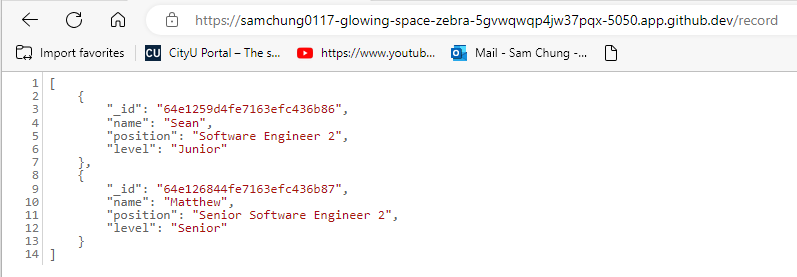 https://samchung0117-glowing-space-zebra-5gvwqwqp4jw37pqx-5050.app.github.dev/record
Import favorites CU CityU Portal – The s... https://www.youtub... Mail - Sam Chung -...
1 [
2 {
3 "_id": "64e1259d4fe7163efc436b86",
4 "name": "Sean",
5 "position": "Software Engineer 2",
6 "level": "Junior"
7 },
8 {
9 "_id": "64e126844fe7163efc436b87",
10 "name": "Matthew",
11 "position": "Senior Software Engineer 2",
12 "level": "Senior"
13 }
14 ]